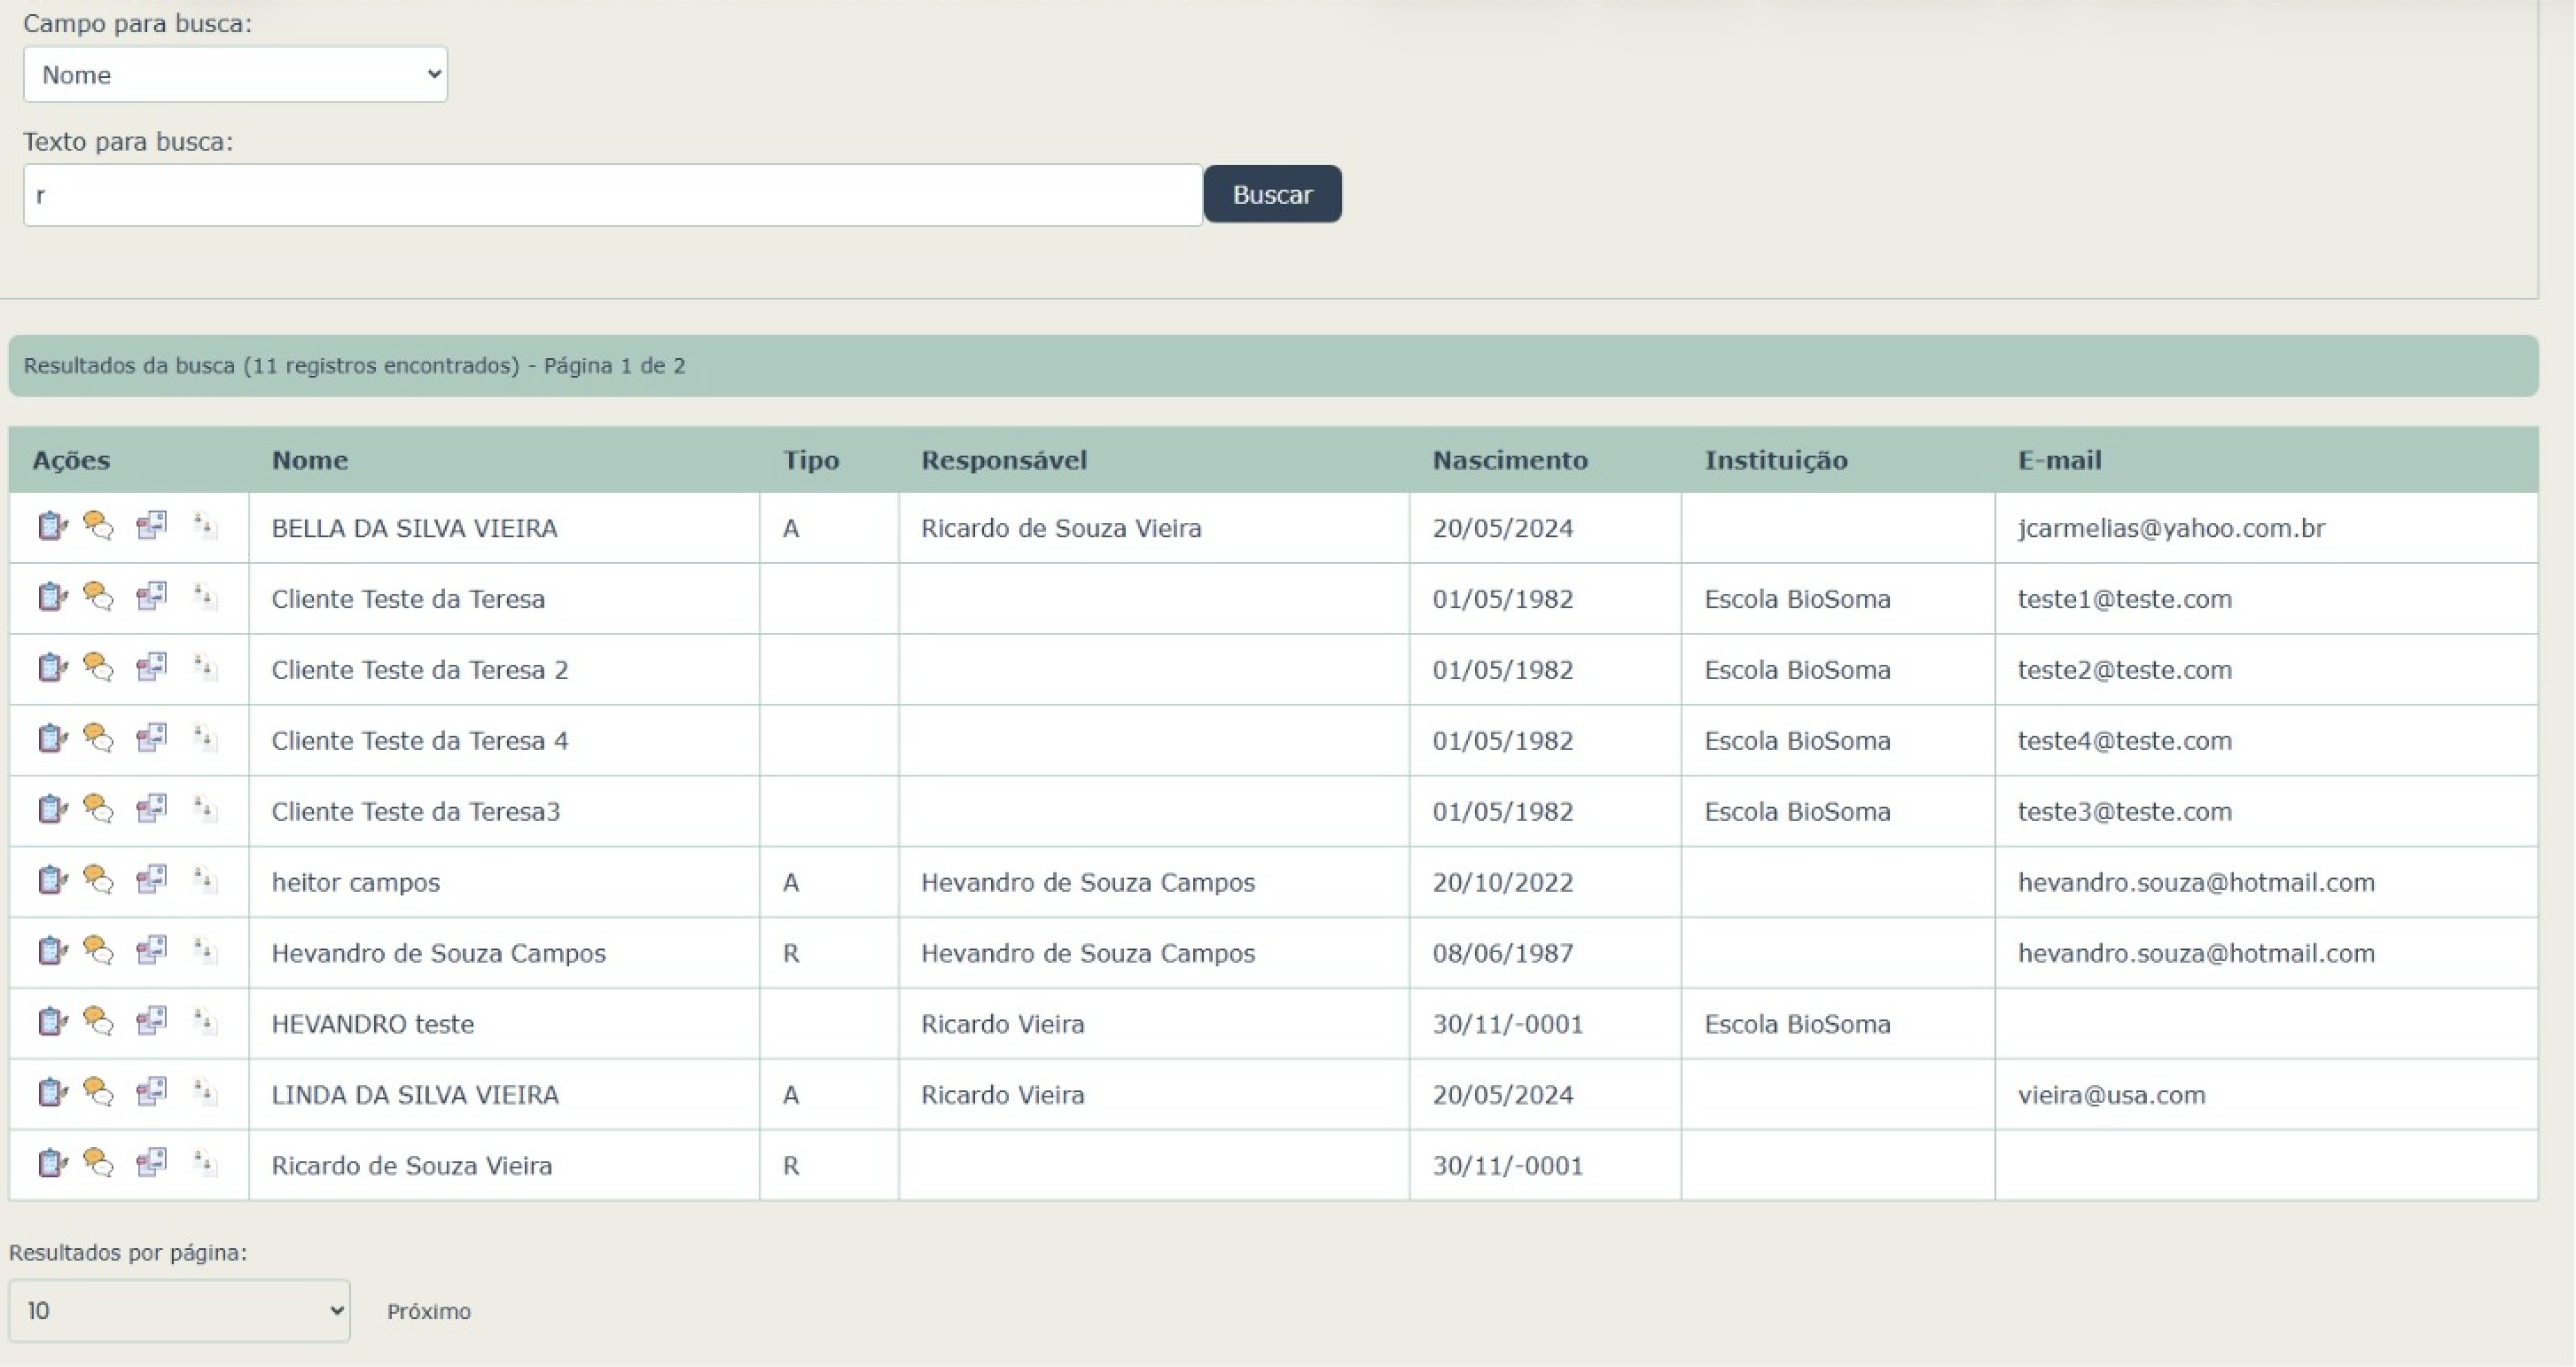 Campo para busca:
Nome
Texto para busca:
r
Buscar
Resultados da busca (11 registros encontrados) - Página 1 de 2
Ações Nome Tipo Responsável Nascimento Instituição E-mail
BELLA DA SILVA VIEIRA A Ricardo de Souza Vieira 20/05/2024 jcarmelias@yahoo.com.br
Cliente Teste da Teresa 01/05/1982 Escola BioSoma teste1@teste.com
Cliente Teste da Teresa 2 01/05/1982 Escola BioSoma teste2@teste.com
Cliente Teste da Teresa 4 01/05/1982 Escola BioSoma teste4@teste.com
Cliente Teste da Teresa3 01/05/1982 Escola BioSoma teste3@teste.com
heitor campos A Hevandro de Souza Campos 20/10/2022 hevandro.souza@hotmail.com
Hevandro de Souza Campos R Hevandro de Souza Campos 08/06/1987 hevandro.souza@hotmail.com
HEVANDRO teste Ricardo Vieira 30/11/-0001 Escola BioSoma
LINDA DA SILVA VIEIRA A Ricardo Vieira 20/05/2024 vieira@usa.com
Ricardo de Souza Vieira R 30/11/-0001
Resultados por página:
10 Próximo